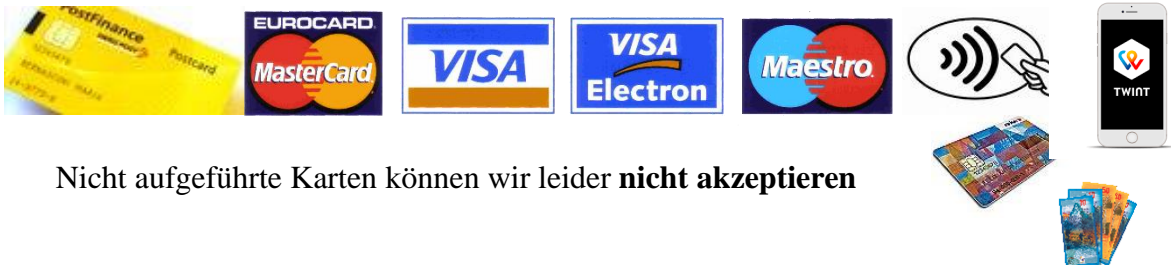 PostFinance
Postcard
EUROCARD
MasterCard
VISA
VISA
Electron
Maestro
TWINT
Nicht aufgeführte Karten können wir leider nicht akzeptieren